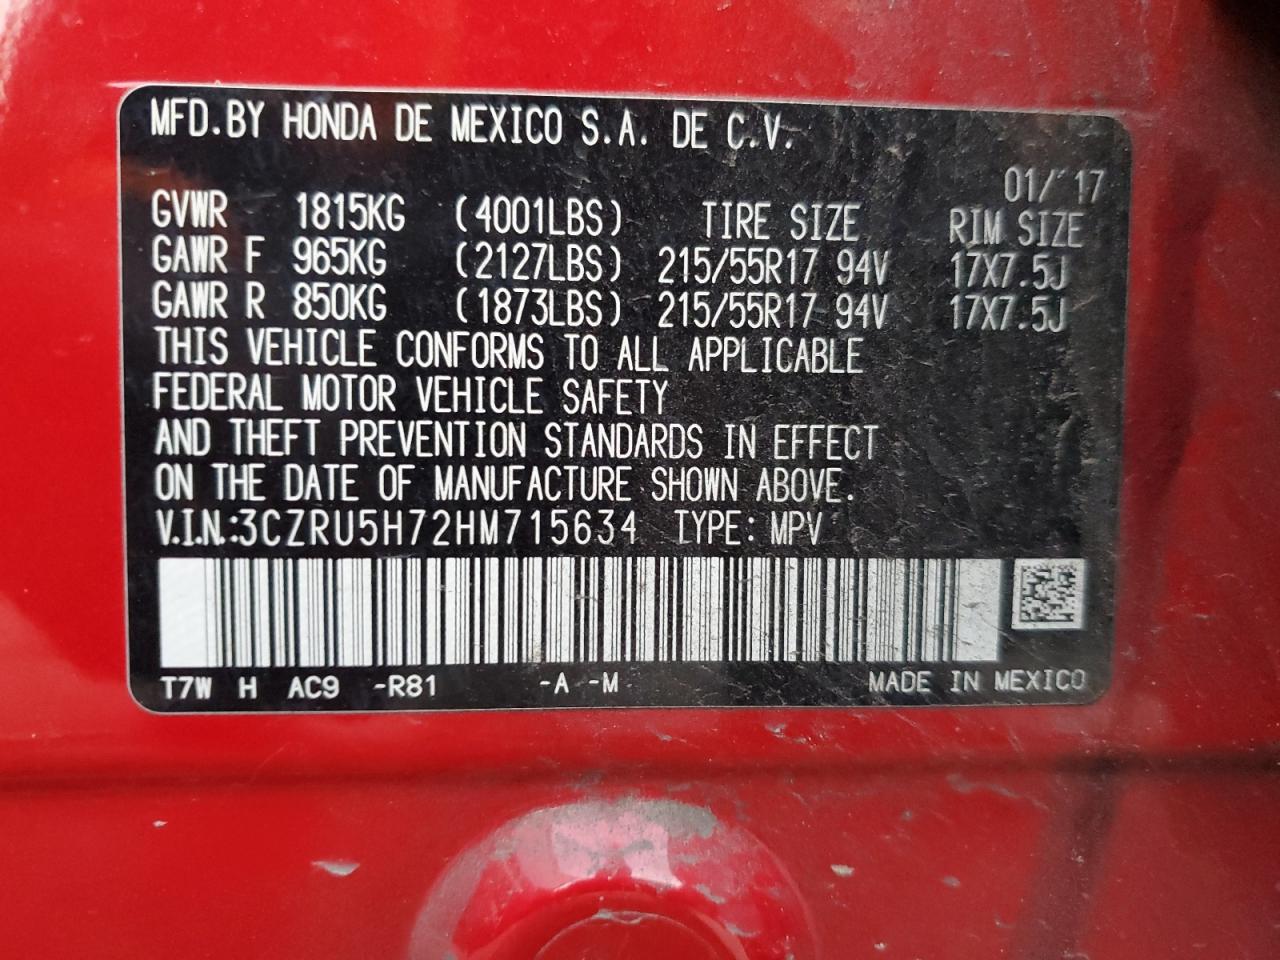 MFD.BY HONDA DE MEXICO S.A. DE C.V.
01/ 17
GVWR 1815KG (4001LBS) TIRE SIZE RIM SIZE
GAWR F 965KG (2127LBS) 215/55R17 94V 17X7.5J
GAWR R 850KG (1873LBS) 215/55R17 94V 17X7.5J
THIS VEHICLE CONFORMS TO ALL APPLICABLE
FEDERAL MOTOR VEHICLE SAFETY
AND THEFT PREVENTION STANDARDS IN EFFECT
ON THE DATE OF MANUFACTURE SHOWN ABOVE.
V.I.N.:3CZRU5H72HM715634 TYPE: MPV
T7W H AC9 -R81 -A -M MADE IN MEXICO